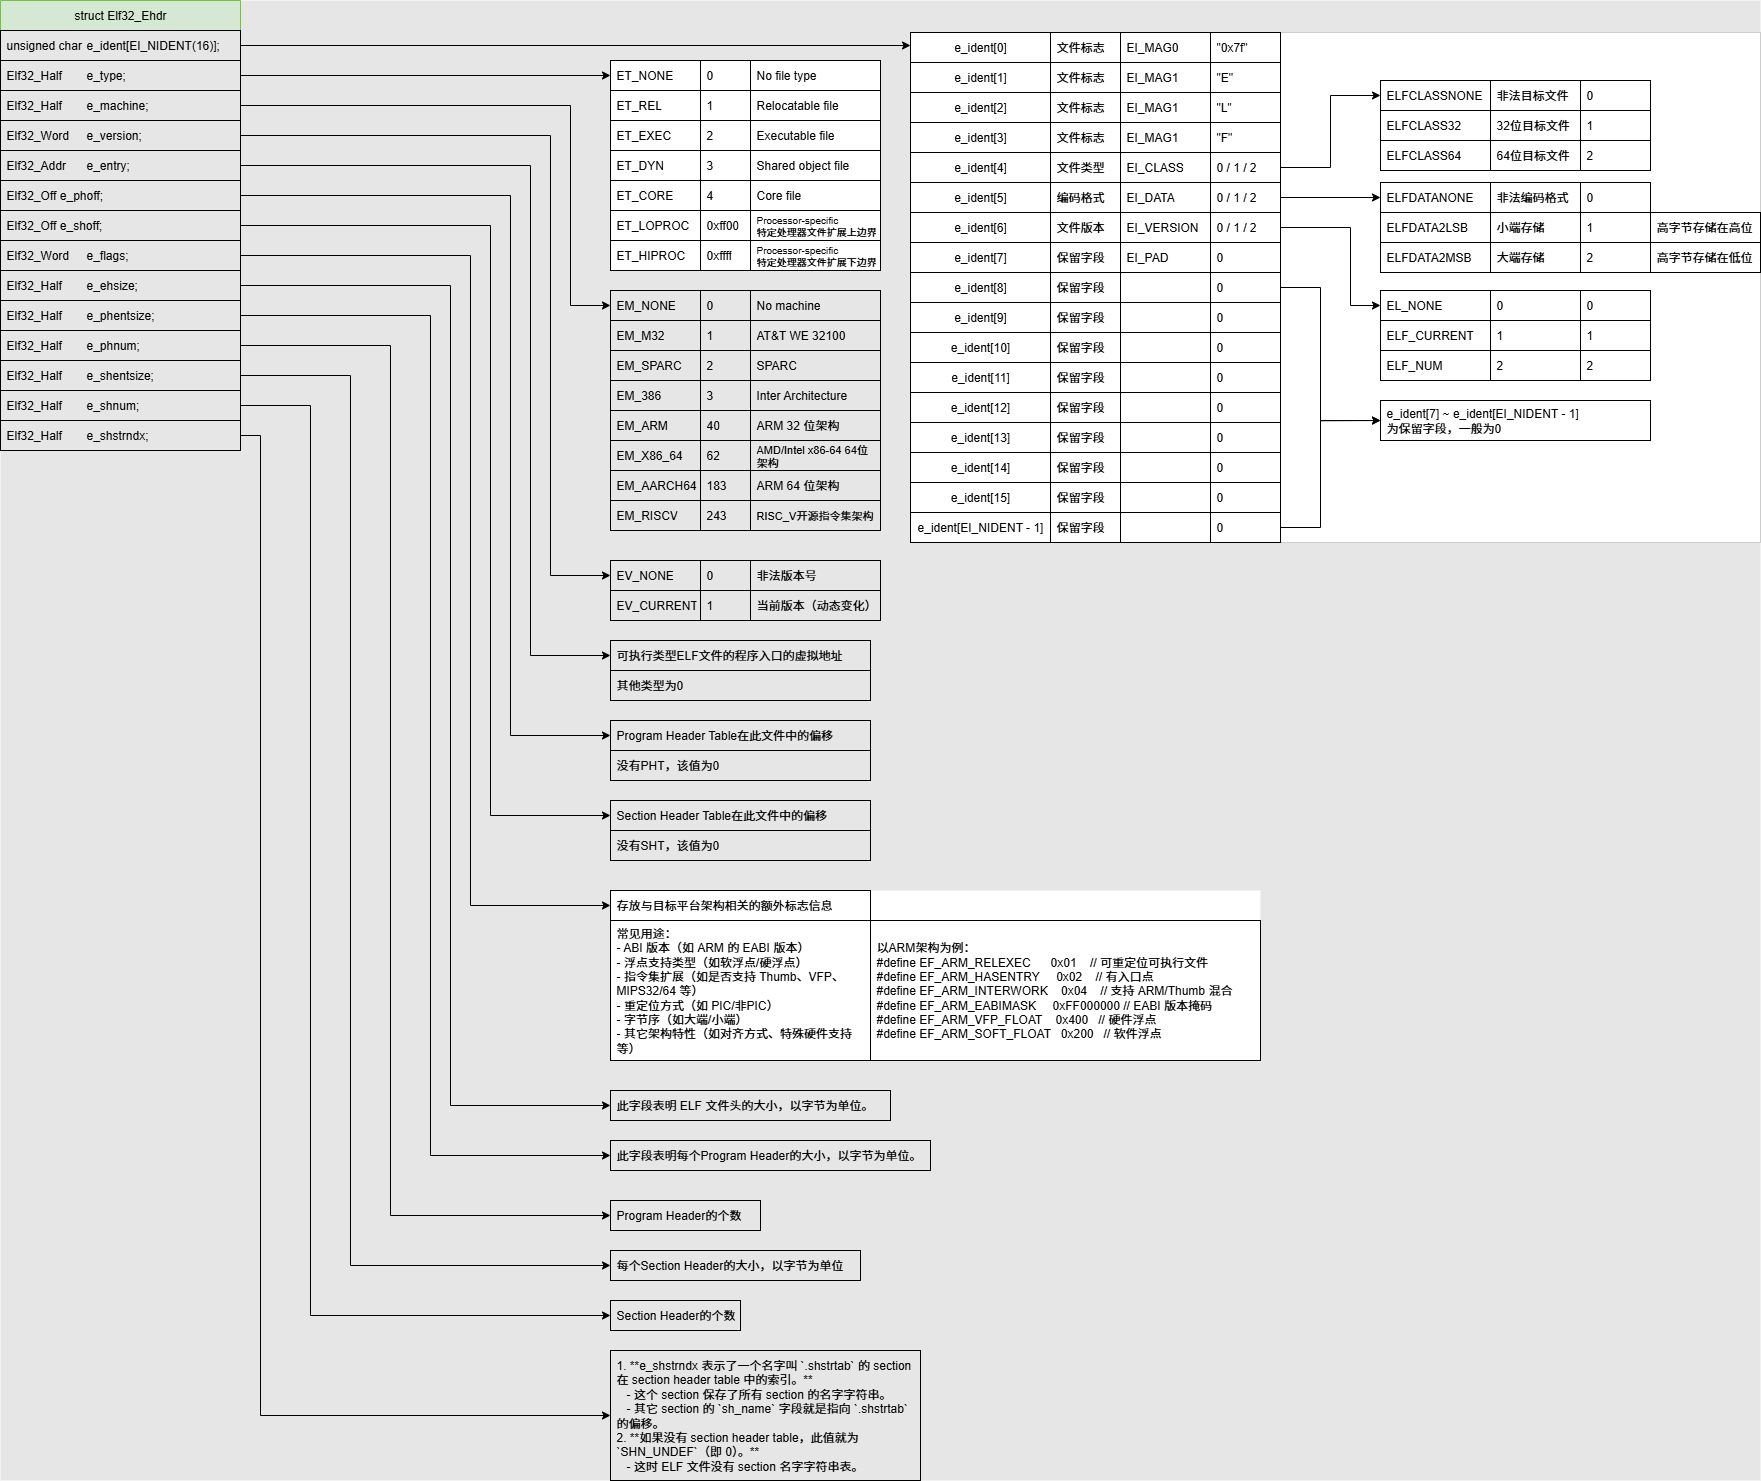 struct Elf32_Ehdr
unsigned char e_ident[EI_NIDENT(16)];
Elf32_Half e_type;
Elf32_Half e_machine;
Elf32_Word e_version;
Elf32_Addr e_entry;
Elf32_Off e_phoff;
Elf32_Off e_shoff;
Elf32_Word e_flags;
Elf32_Half e_ehsize;
Elf32_Half e_phentsize;
Elf32_Half e_phnum;
Elf32_Half e_shentsize;
Elf32_Half e_shnum;
Elf32_Half e_shstrndx;
ET_NONE 0 No file type
ET_REL 1 Relocatable file
ET_EXEC 2 Executable file
ET_DYN 3 Shared object file
ET_CORE 4 Core file
ET_LOPROC 0xff00 Processor-specific
特定处理器文件扩展上边界
ET_HIPROC 0xffff Processor-specific
特定处理器文件扩展下边界
EM_NONE 0 No machine
EM_M32 1 AT&T WE 32100
EM_SPARC 2 SPARC
EM_386 3 Inter Architecture
EM_ARM 40 ARM 32 位架构
EM_X86_64 62 AMD/Intel x86-64 64位
架构
EM_AARCH64 183 ARM 64 位架构
EM_RISCV 243 RISC_V开源指令集架构
EV_NONE 0 非法版本号
EV_CURRENT 1 当前版本（动态变化）
可执行类型ELF文件的程序入口的虚拟地址
其他类型为0
Program Header Table在此文件中的偏移
没有PHT，该值为0
Section Header Table在此文件中的偏移
没有SHT，该值为0
存放与目标平台架构相关的额外标志信息
常见用途：
- ABI 版本（如 ARM 的 EABI 版本）
- 浮点支持类型（如软浮点/硬浮点）
- 指令集扩展（如是否支持 Thumb、VFP、
MIPS32/64 等）
- 重定位方式（如 PIC/非PIC）
- 字节序（如大端/小端）
- 其它架构特性（如对齐方式、特殊硬件支持
等）
以ARM架构为例：
#define EF_ARM_RELEXEC 0x01 // 可重定位可执行文件
#define EF_ARM_HASENTRY 0x02 // 有入口点
#define EF_ARM_INTERWORK 0x04 // 支持 ARM/Thumb 混合
#define EF_ARM_EABIMASK 0xFF000000 // EABI 版本掩码
#define EF_ARM_VFP_FLOAT 0x400 // 硬件浮点
#define EF_ARM_SOFT_FLOAT 0x200 // 软件浮点
此字段表明 ELF 文件头的大小，以字节为单位。
此字段表明每个Program Header的大小，以字节为单位。
Program Header的个数
每个Section Header的大小，以字节为单位
Section Header的个数
1. **e_shstrndx 表示了一个名字叫 `.shstrtab` 的 section
在 section header table 中的索引。**
- 这个 section 保存了所有 section 的名字字符串。
- 其它 section 的 `sh_name` 字段就是指向 `.shstrtab`
的偏移。
2. **如果没有 section header table，此值就为
`SHN_UNDEF`（即 0）。**
- 这时 ELF 文件没有 section 名字字符串表。
e_ident[0] 文件标志 EI_MAG0 "0x7f"
e_ident[1] 文件标志 EI_MAG1 "E"
e_ident[2] 文件标志 EI_MAG1 "L"
e_ident[3] 文件标志 EI_MAG1 "F"
e_ident[4] 文件类型 EI_CLASS 0 / 1 / 2
e_ident[5] 编码格式 EI_DATA 0 / 1 / 2
e_ident[6] 文件版本 EI_VERSION 0 / 1 / 2
e_ident[7] 保留字段 EI_PAD 0
e_ident[8] 保留字段 0
e_ident[9] 保留字段 0
e_ident[10] 保留字段 0
e_ident[11] 保留字段 0
e_ident[12] 保留字段 0
e_ident[13] 保留字段 0
e_ident[14] 保留字段 0
e_ident[15] 保留字段 0
e_ident[EI_NIDENT - 1] 保留字段 0
ELFCLASSNONE 非法目标文件 0
ELFCLASS32 32位目标文件 1
ELFCLASS64 64位目标文件 2
ELFDATANONE 非法编码格式 0
ELFDATA2LSB 小端存储 1 高字节存储在高位
ELFDATA2MSB 大端存储 2 高字节存储在低位
EL_NONE 0 0
ELF_CURRENT 1 1
ELF_NUM 2 2
e_ident[7] ~ e_ident[EI_NIDENT - 1]
为保留字段，一般为0